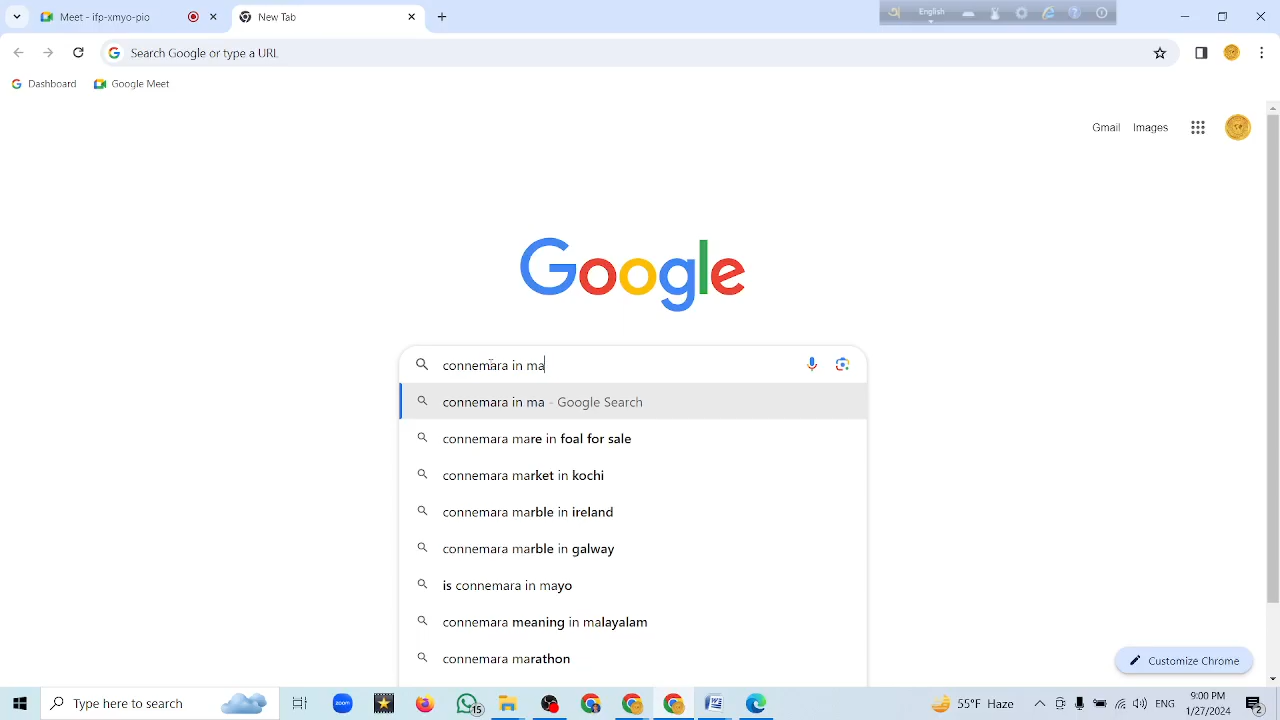 Meet - ifp-xmyo-pio
New Tab
English
Search Google or type a URL
Dashboard
Google Meet
Gmail
Images
Google
connemara in ma
connemara in ma - Google Search
connemara mare in foal for sale
connemara market in kochi
connemara marble in ireland
connemara marble in galway
is connemara in mayo
connemara meaning in malayalam
connemara marathon
Customize Chrome
Type here to search
zoom
15
55°F Haze
ENG
9:00 PM
1/27/2024
2